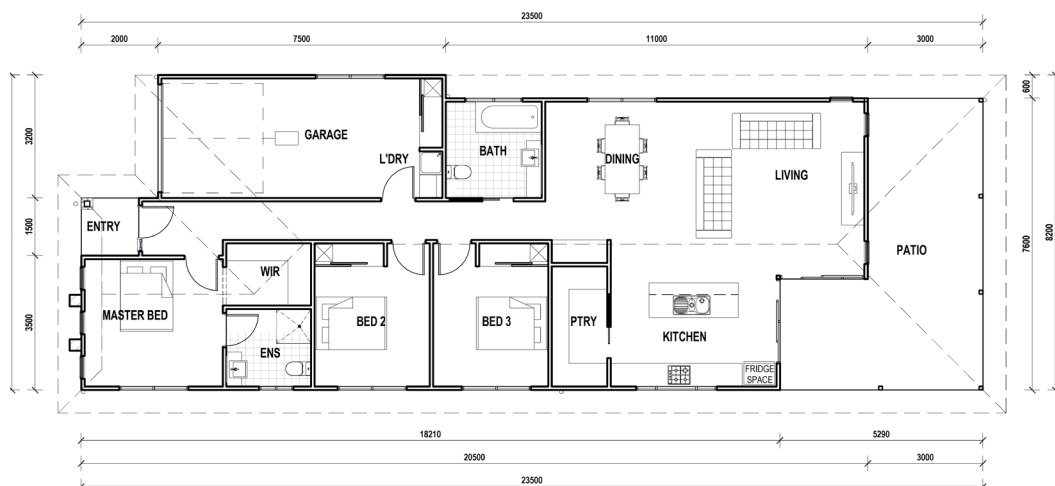 23500
2000
7500
11000
3000
3200
1500
3500
600
7600
8200
GARAGE
L'DRY
BATH
DINING
LIVING
ENTRY
PATIO
WIR
MASTER BED
BED 2
BED 3
PTRY
KITCHEN
ENS
FRIDGE
SPACE
18210
5290
20500
3000
23500